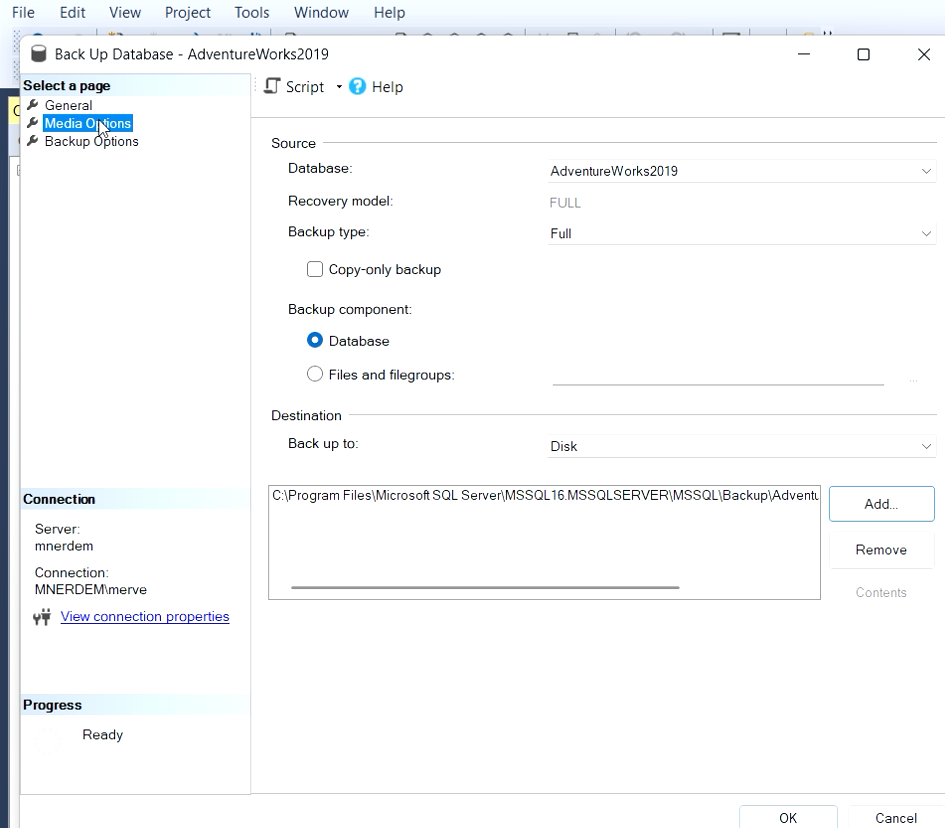 File Edit View Project Tools Window Help
Back Up Database - AdventureWorks2019
Select a page
General
Media Options
Backup Options
Script Help
Source
Database: AdventureWorks2019
Recovery model: FULL
Backup type: Full
Copy-only backup
Backup component:
Database
Files and filegroups: ...
Destination
Back up to: Disk
C:\Program Files\Microsoft SQL Server\MSSQL16.MSSQLSERVER\MSSQL\Backup\Adventu
Add...
Remove
Contents
Connection
Server:
mnerdem
Connection:
MNERDEM\merve
View connection properties
Progress
Ready
OK Cancel